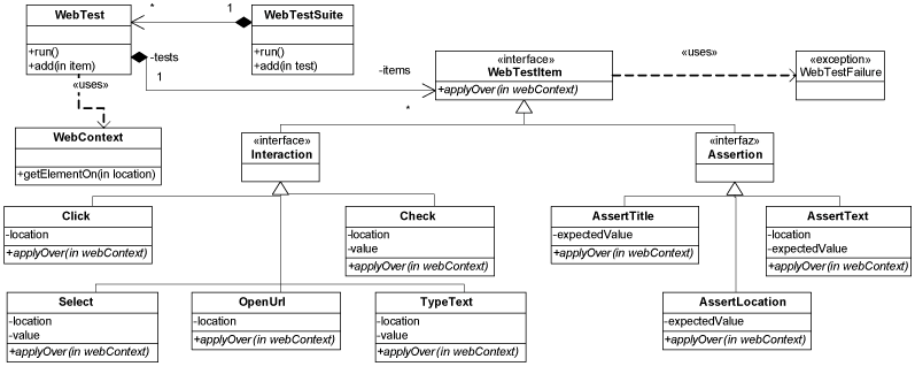 WebTest
+run()
+add(in item)
*
1
WebTestSuite
+run()
+add(in test)
-tests
1
«uses»
-items
*
«interface»
WebTestItem
+applyOver(in webContext)
«uses»
«exception»
WebTestFailure
WebContext
+getElementOn(in location)
«interface»
Interaction
«interfaz»
Assertion
Click
-location
+applyOver(in webContext)
Check
-location
-value
+applyOver(in webContext)
AssertTitle
-expectedValue
+applyOver(in webContext)
AssertText
-location
-expectedValue
+applyOver(in webContext)
Select
-location
-value
+applyOver(in webContext)
OpenUrl
-location
+applyOver(in webContext)
TypeText
-location
-value
+applyOver(in webContext)
AssertLocation
-expectedValue
+applyOver(in webContext)